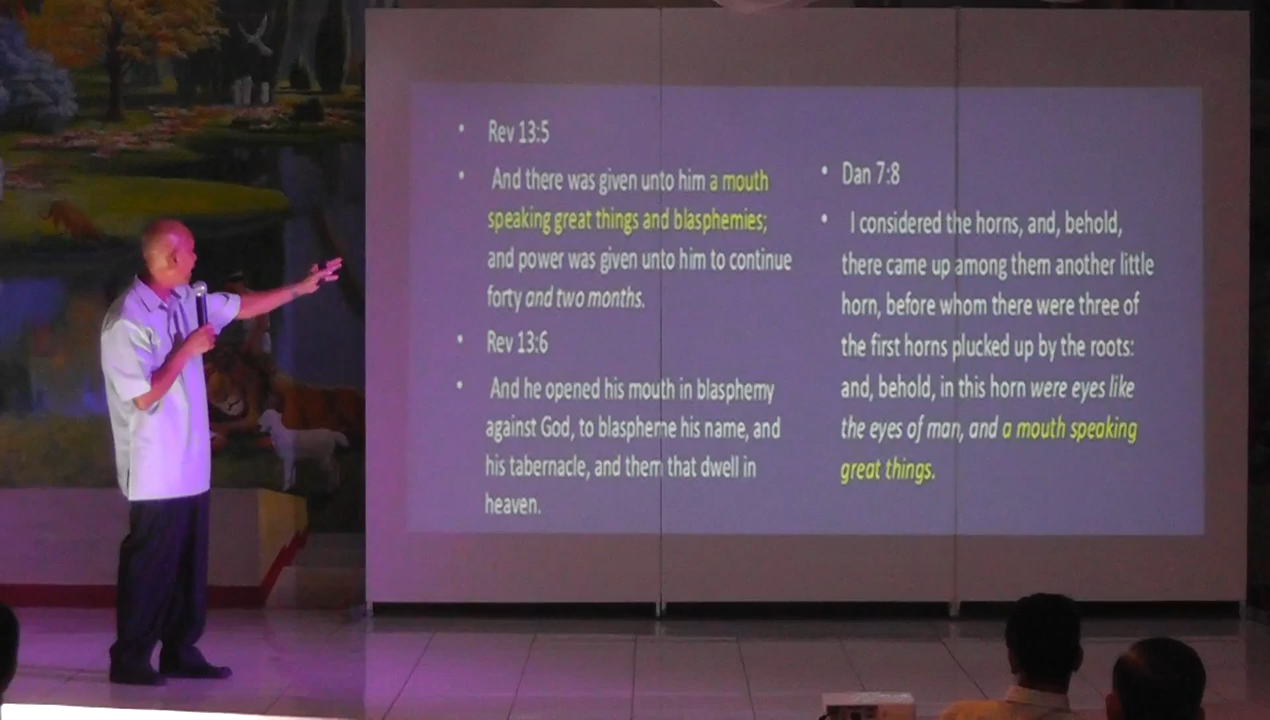 • Rev 13:5
• And there was given unto him a mouth
speaking great things and blasphemies;
and power was given unto him to continue
forty and two months.
• Rev 13:6
• And he opened his mouth in blasphemy
against God, to blaspheme his name, and
his tabernacle, and them that dwell in
heaven.
• Dan 7:8
• I considered the horns, and, behold,
there came up among them another little
horn, before whom there were three of
the first horns plucked up by the roots:
and, behold, in this horn were eyes like
the eyes of man, and a mouth speaking
great things.